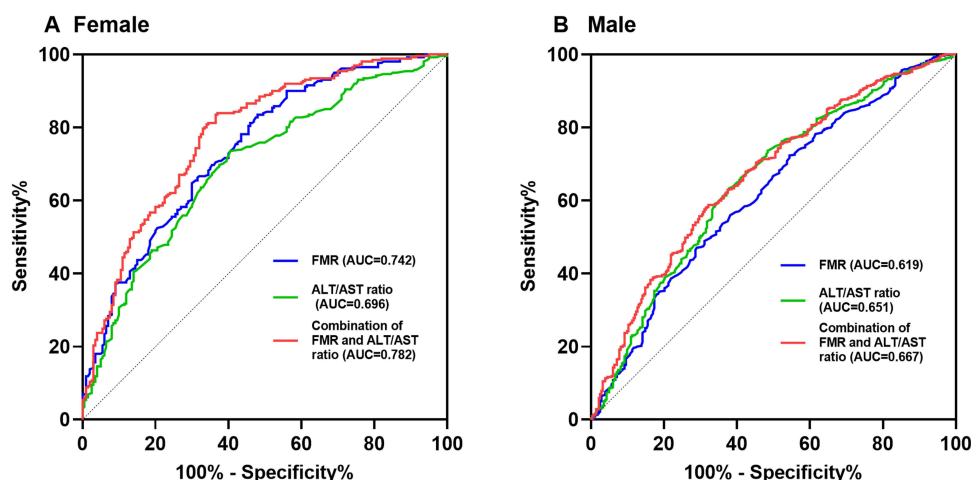 A Female
100
80
60
40
20
0
Sensitivity%
0 20 40 60 80 100
100% - Specificity%
FMR (AUC=0.742)
ALT/AST ratio
(AUC=0.696)
Combination of
FMR and ALT/AST
ratio (AUC=0.782)
B Male
100
80
60
40
20
0
Sensitivity%
0 20 40 60 80 100
100% - Specificity%
FMR (AUC=0.619)
ALT/AST ratio
(AUC=0.651)
Combination of
FMR and ALT/AST
ratio (AUC=0.667)